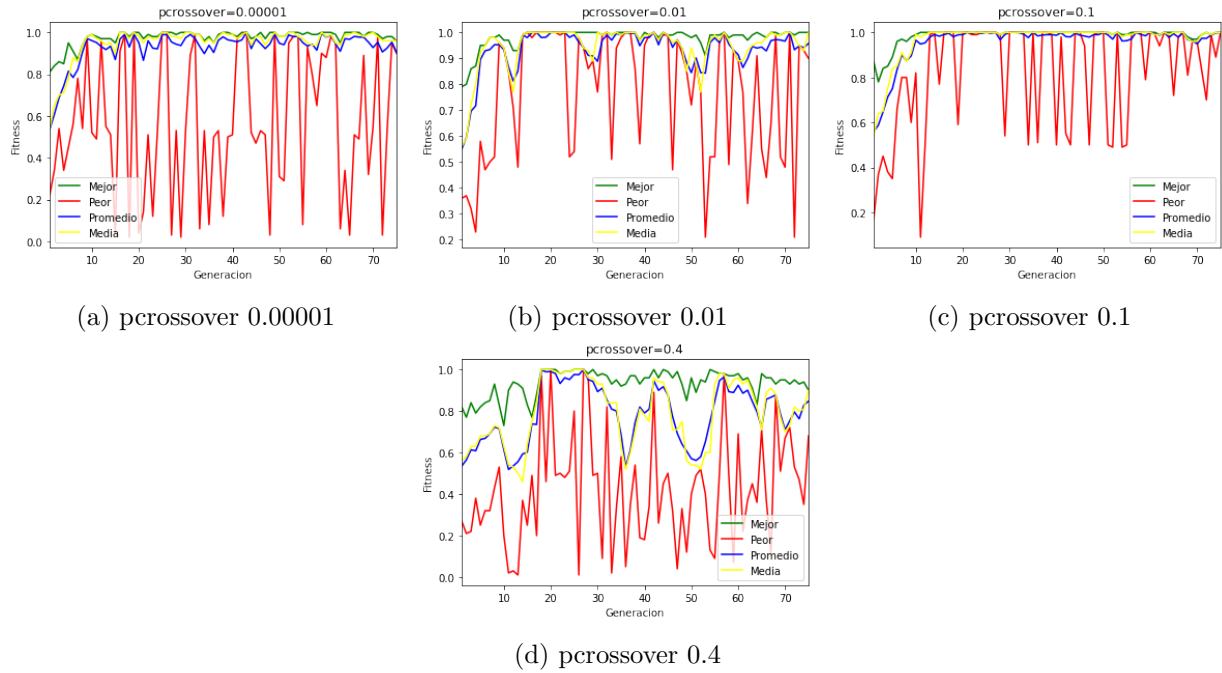 pcrossover=0.00001
Fitness
1.0
0.8
0.6
0.4
0.2
0.0
Mejor
Peor
Promedio
Media
10 20 30 40 50 60 70
Generacion
(a) pcrossover 0.00001
pcrossover=0.01
Fitness
1.0
0.9
0.8
0.7
0.6
0.5
0.4
0.3
0.2
Mejor
Peor
Promedio
Media
10 20 30 40 50 60 70
Generacion
(b) pcrossover 0.01
pcrossover=0.1
Fitness
1.0
0.8
0.6
0.4
0.2
Mejor
Peor
Promedio
Media
10 20 30 40 50 60 70
Generacion
(c) pcrossover 0.1
pcrossover=0.4
Fitness
1.0
0.8
0.6
0.4
0.2
0.0
Mejor
Peor
Promedio
Media
10 20 30 40 50 60 70
Generacion
(d) pcrossover 0.4